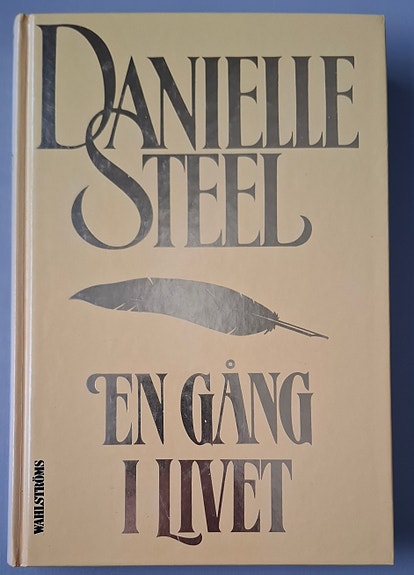 DANIELLE
STEEL
EN GÅNG
I LIVET
WAHLSTRÖMS